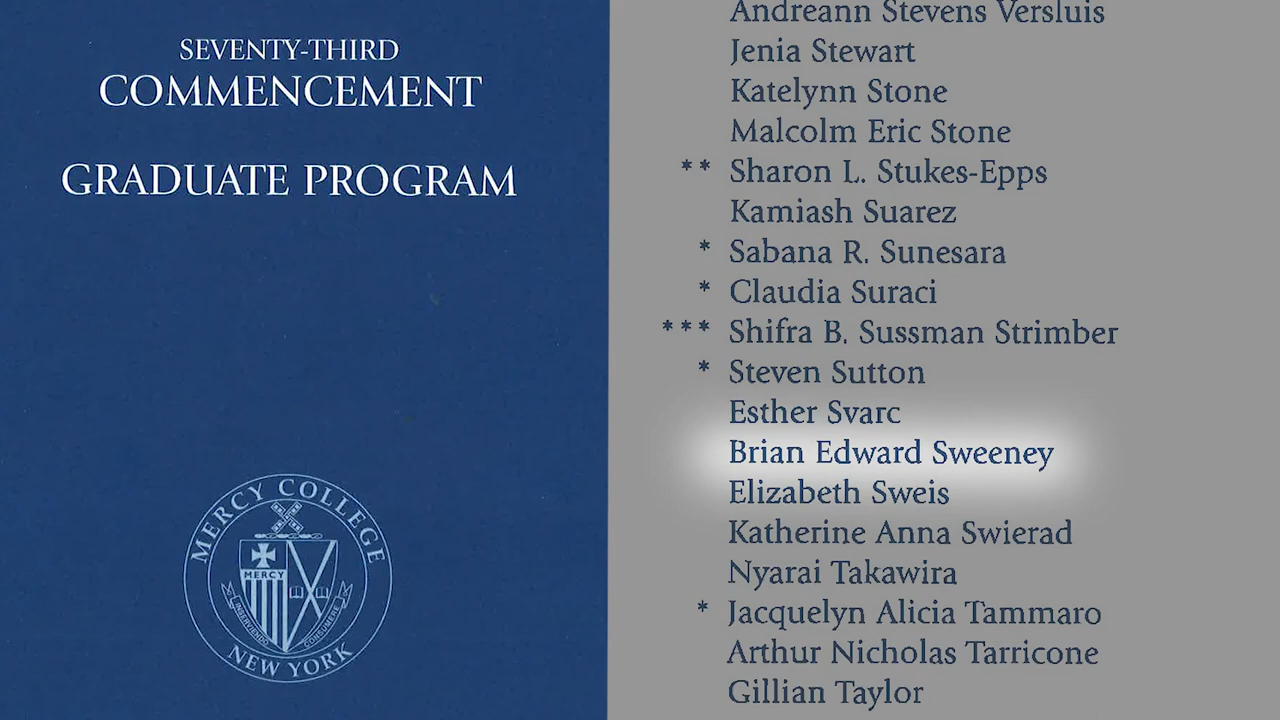 SEVENTY-THIRD
COMMENCEMENT
GRADUATE PROGRAM
MERCY COLLEGE
MERCY
INSERVIENDO
CONSUMERE
NEW YORK
Andreann Stevens Versluis
Jenia Stewart
Katelynn Stone
Malcolm Eric Stone
** Sharon L. Stukes-Epps
Kamiash Suarez
* Sabana R. Sunesara
* Claudia Suraci
*** Shifra B. Sussman Strimber
* Steven Sutton
Esther Svarc
Brian Edward Sweeney
Elizabeth Sweis
Katherine Anna Swierad
Nyarai Takawira
* Jacquelyn Alicia Tammaro
Arthur Nicholas Tarricone
Gillian Taylor